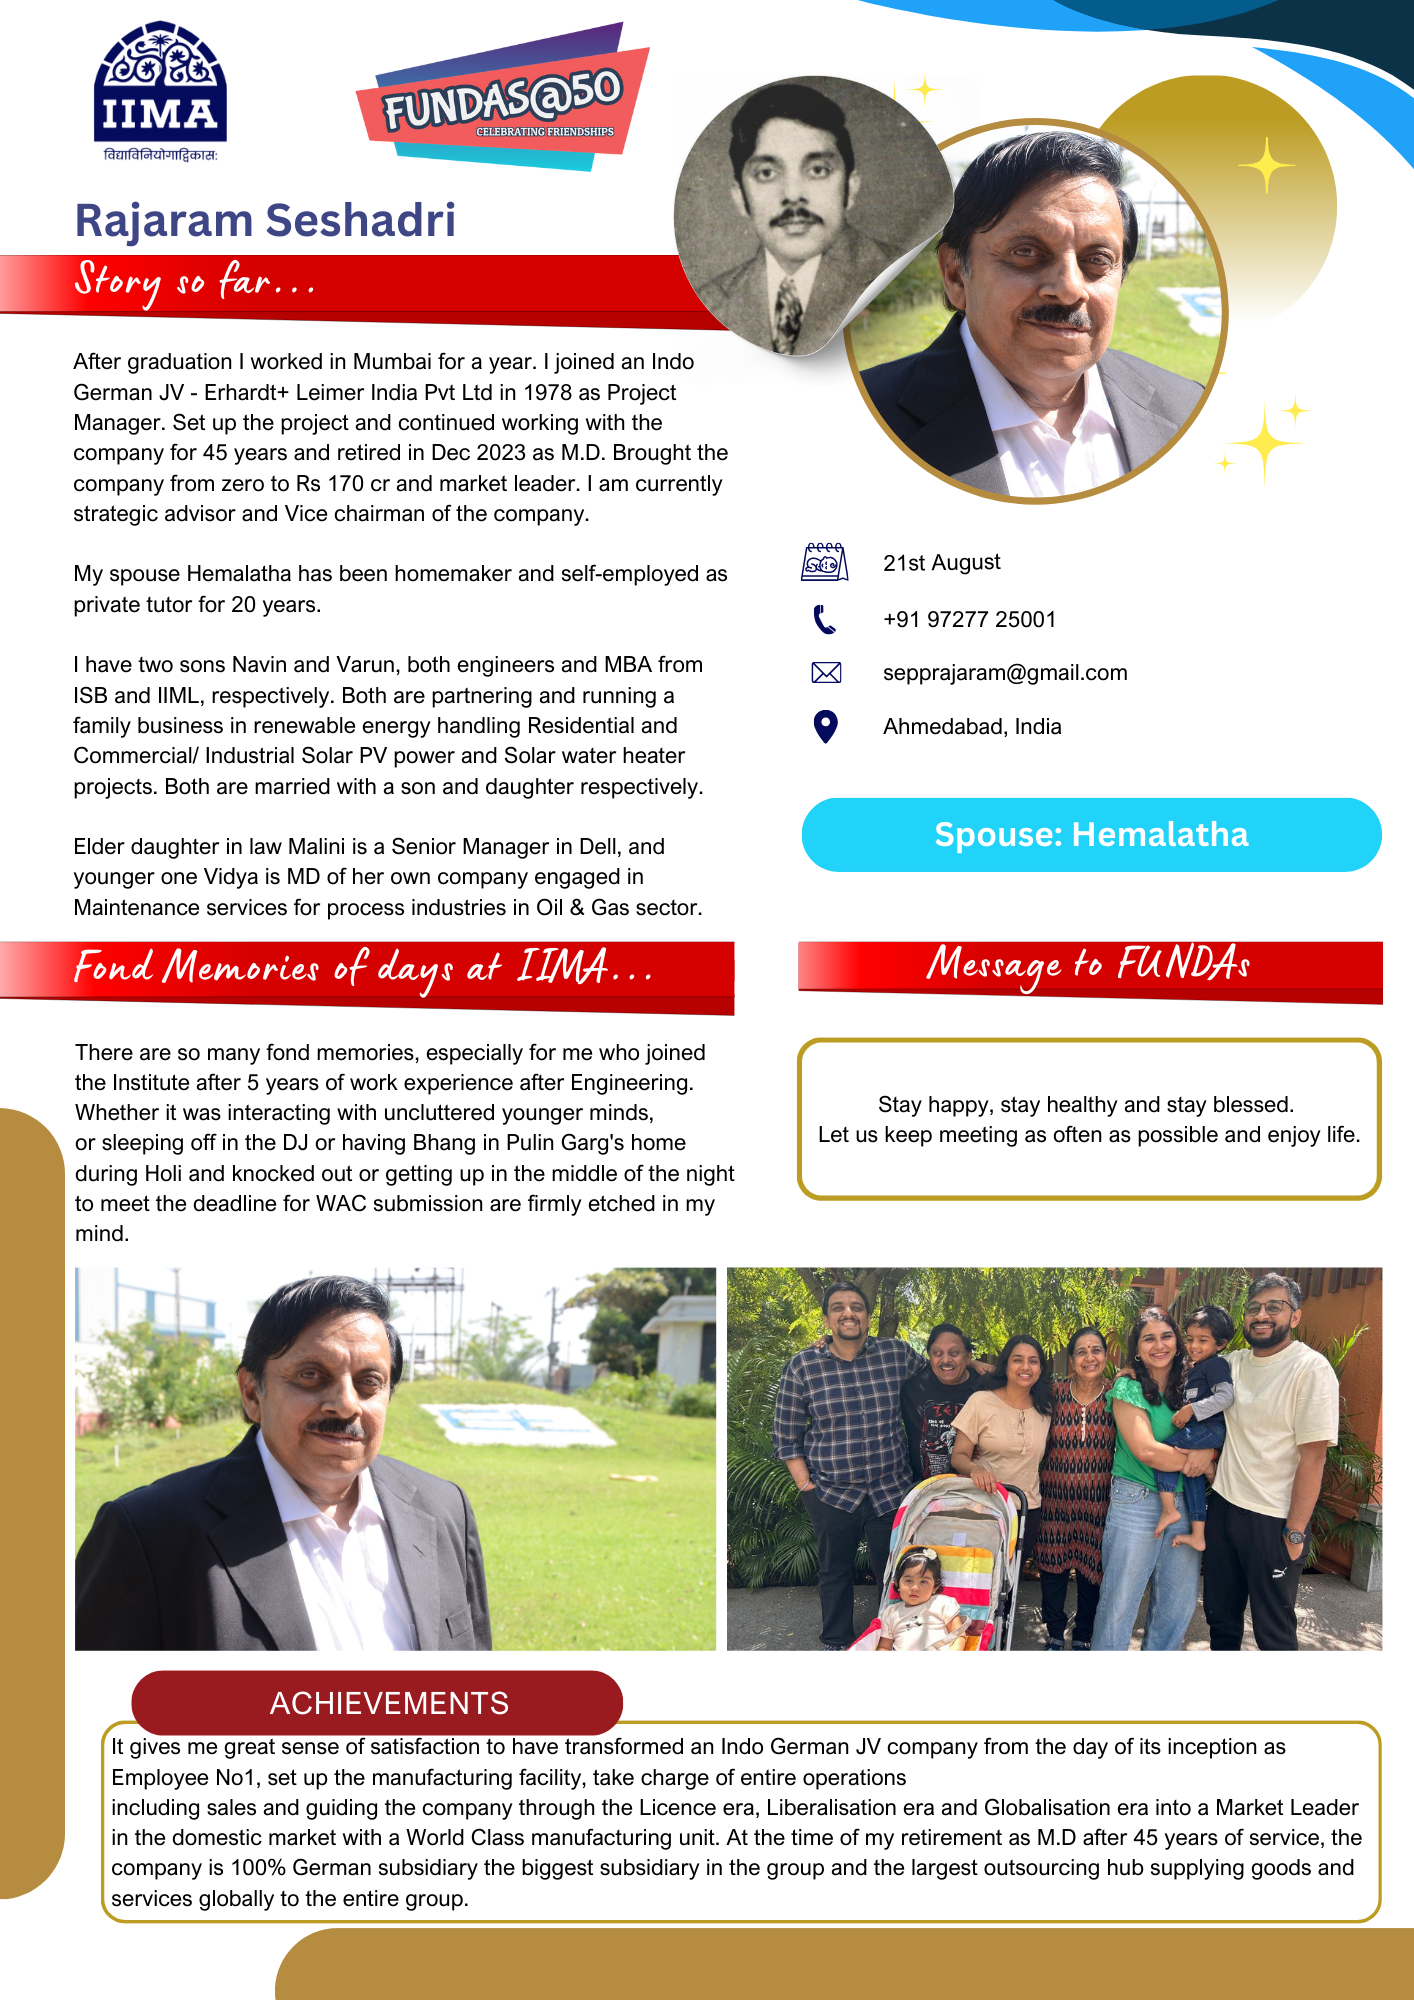 IIMA
विद्याविनियोगाद्विकास:
FUNDAS@50
CELEBRATING FRIENDSHIPS
Rajaram Seshadri
Story so far...
After graduation I worked in Mumbai for a year. I joined an Indo
German JV - Erhardt+ Leimer India Pvt Ltd in 1978 as Project
Manager. Set up the project and continued working with the
company for 45 years and retired in Dec 2023 as M.D. Brought the
company from zero to Rs 170 cr and market leader. I am currently
strategic advisor and Vice chairman of the company.
My spouse Hemalatha has been homemaker and self-employed as
private tutor for 20 years.
I have two sons Navin and Varun, both engineers and MBA from
ISB and IIML, respectively. Both are partnering and running a
family business in renewable energy handling Residential and
Commercial/ Industrial Solar PV power and Solar water heater
projects. Both are married with a son and daughter respectively.
Elder daughter in law Malini is a Senior Manager in Dell, and
younger one Vidya is MD of her own company engaged in
Maintenance services for process industries in Oil & Gas sector.
21st August
+91 97277 25001
sepprajaram@gmail.com
Ahmedabad, India
Spouse: Hemalatha
Fond Memories of days at IIMA...
There are so many fond memories, especially for me who joined
the Institute after 5 years of work experience after Engineering.
Whether it was interacting with uncluttered younger minds,
or sleeping off in the DJ or having Bhang in Pulin Garg's home
during Holi and knocked out or getting up in the middle of the night
to meet the deadline for WAC submission are firmly etched in my
mind.
Message to FUNDAs
Stay happy, stay healthy and stay blessed.
Let us keep meeting as often as possible and enjoy life.
ACHIEVEMENTS
It gives me great sense of satisfaction to have transformed an Indo German JV company from the day of its inception as
Employee No1, set up the manufacturing facility, take charge of entire operations
including sales and guiding the company through the Licence era, Liberalisation era and Globalisation era into a Market Leader
in the domestic market with a World Class manufacturing unit. At the time of my retirement as M.D after 45 years of service, the
company is 100% German subsidiary the biggest subsidiary in the group and the largest outsourcing hub supplying goods and
services globally to the entire group.